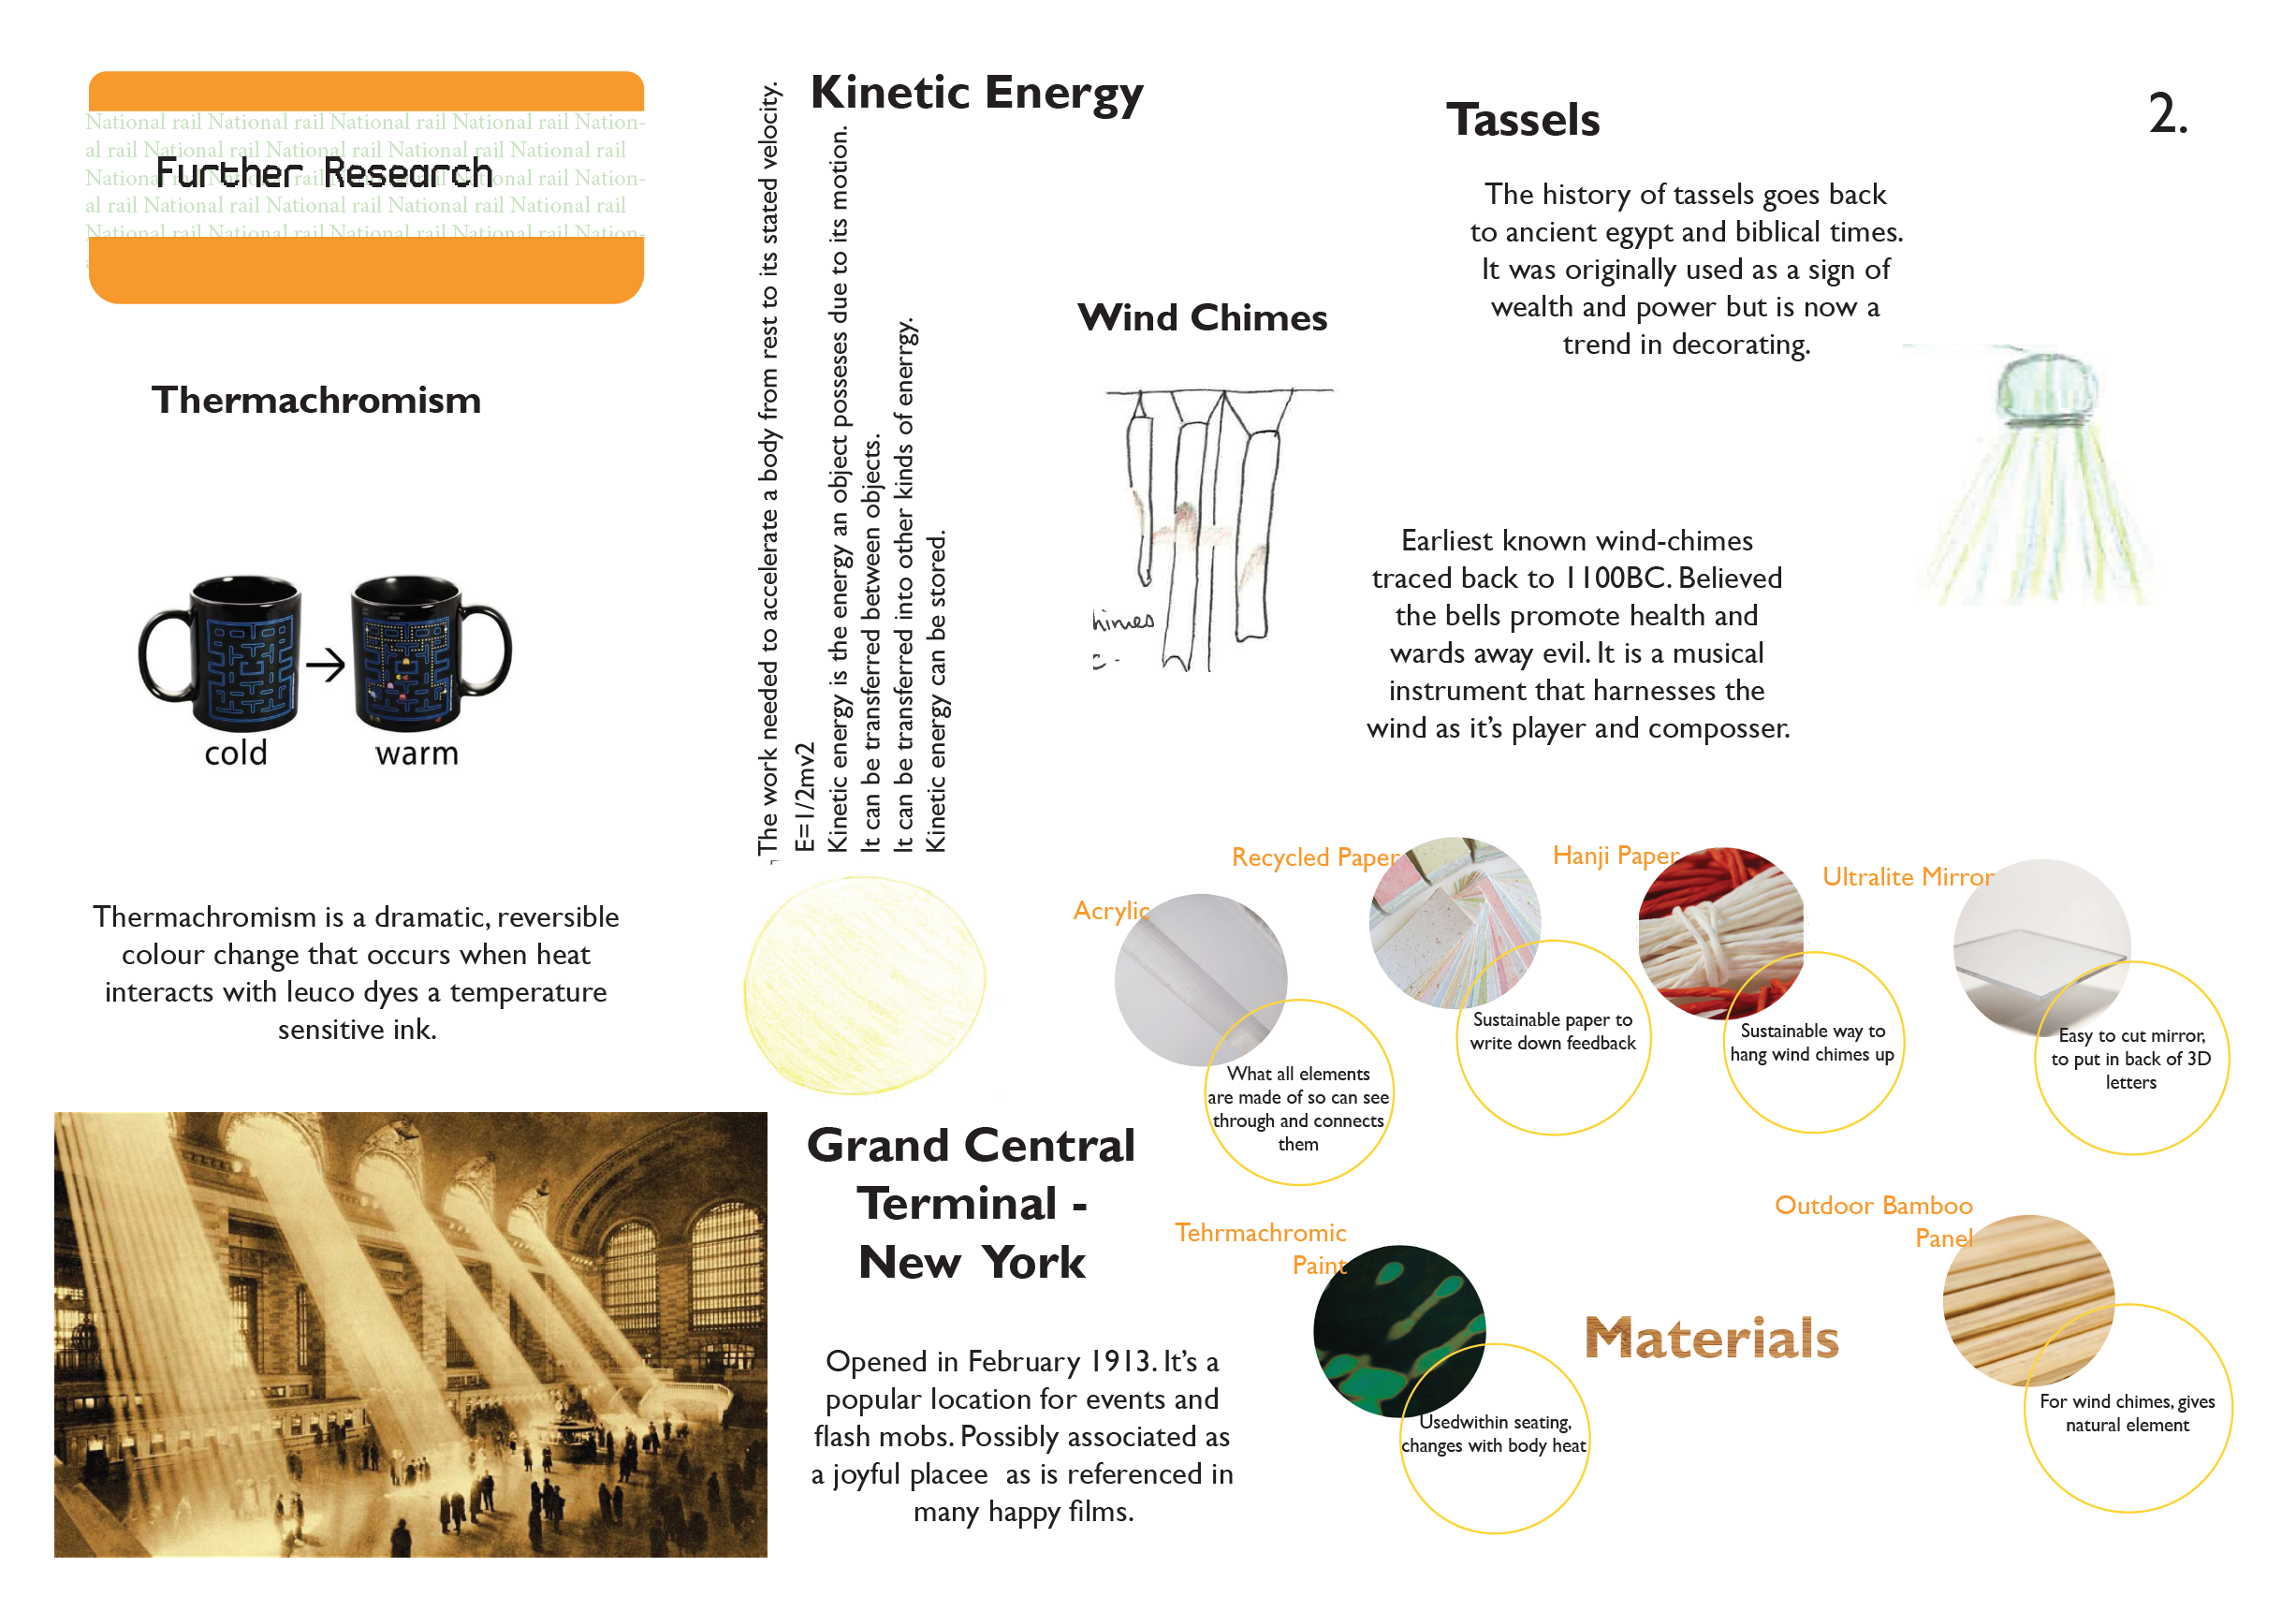 National rail National rail National rail National rail Nation-
al rail National rail National rail National rail National rail
National rail National rail National rail National rail Nation-
al rail National rail National rail National rail National rail
National rail National rail National rail National rail Nation-
Further Research
Thermachromism
cold
warm
Thermachromism is a dramatic, reversible
colour change that occurs when heat
interacts with leuco dyes a temperature
sensitive ink.
Kinetic Energy
The work needed to accelerate a body from rest to its stated velocity.
E=1/2mv2
Kinetic energy is the energy an object posseses due to its motion.
It can be transferred between objects.
It can be transferred into other kinds of enerrgy.
Kinetic energy can be stored.
Wind Chimes
himes
Earliest known wind-chimes
traced back to 1100BC. Believed
the bells promote health and
wards away evil. It is a musical
instrument that harnesses the
wind as it's player and composser.
Tassels
The history of tassels goes back
to ancient egypt and biblical times.
It was originally used as a sign of
wealth and power but is now a
trend in decorating.
2.
Grand Central
Terminal -
New York
Opened in February 1913. It's a
popular location for events and
flash mobs. Possibly associated as
a joyful placee as is referenced in
many happy films.
Acrylic
What all elements
are made of so can see
through and connects
them
Recycled Paper
Sustainable paper to
write down feedback
Hanji Paper
Sustainable way to
hang wind chimes up
Ultralite Mirror
Easy to cut mirror,
to put in back of 3D
letters
Tehrmachromic
Paint
Usedwithin seating,
changes with body heat
Materials
Outdoor Bamboo
Panel
For wind chimes, gives
natural element